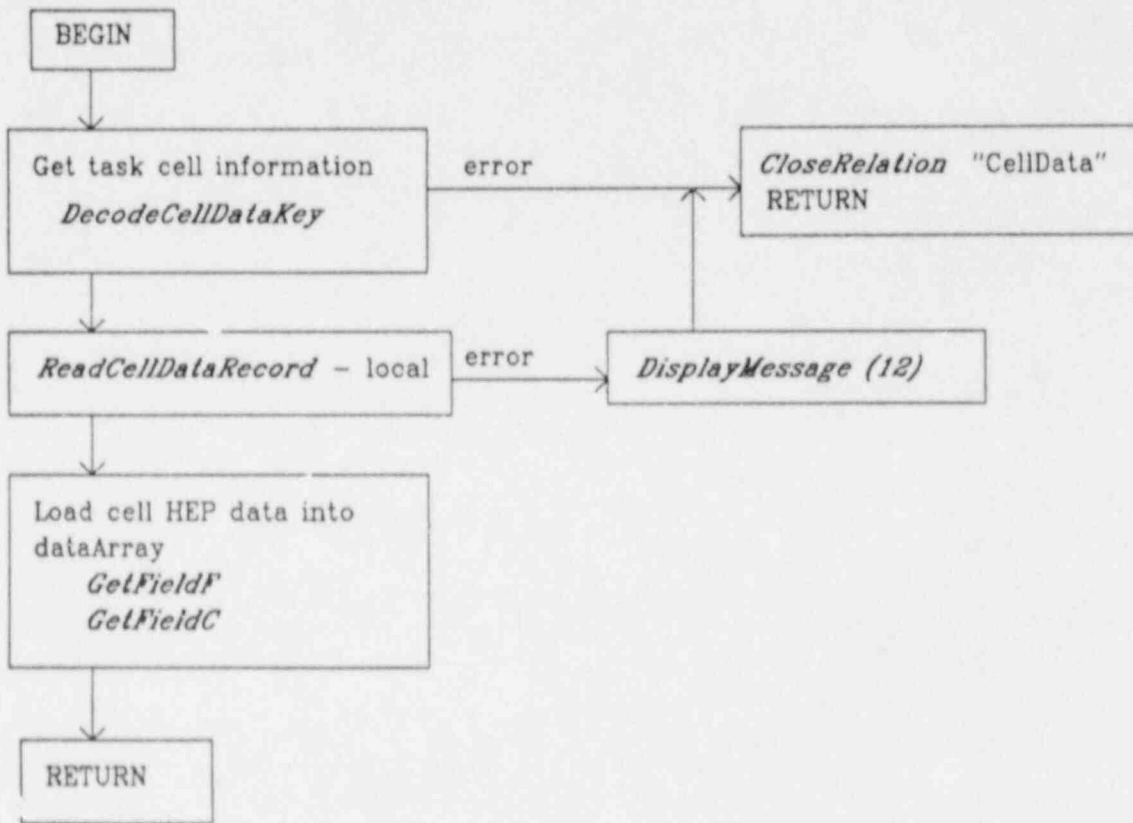 BEGIN
Get task cell information
DecodeCellDataKey
error
CloseRelation "CellData"
RETURN
ReadCellDataRecord - local
error
DisplayMessage (12)
Load cell HEP data into
dataArray
GetFieldF
GetFieldC
RETURN